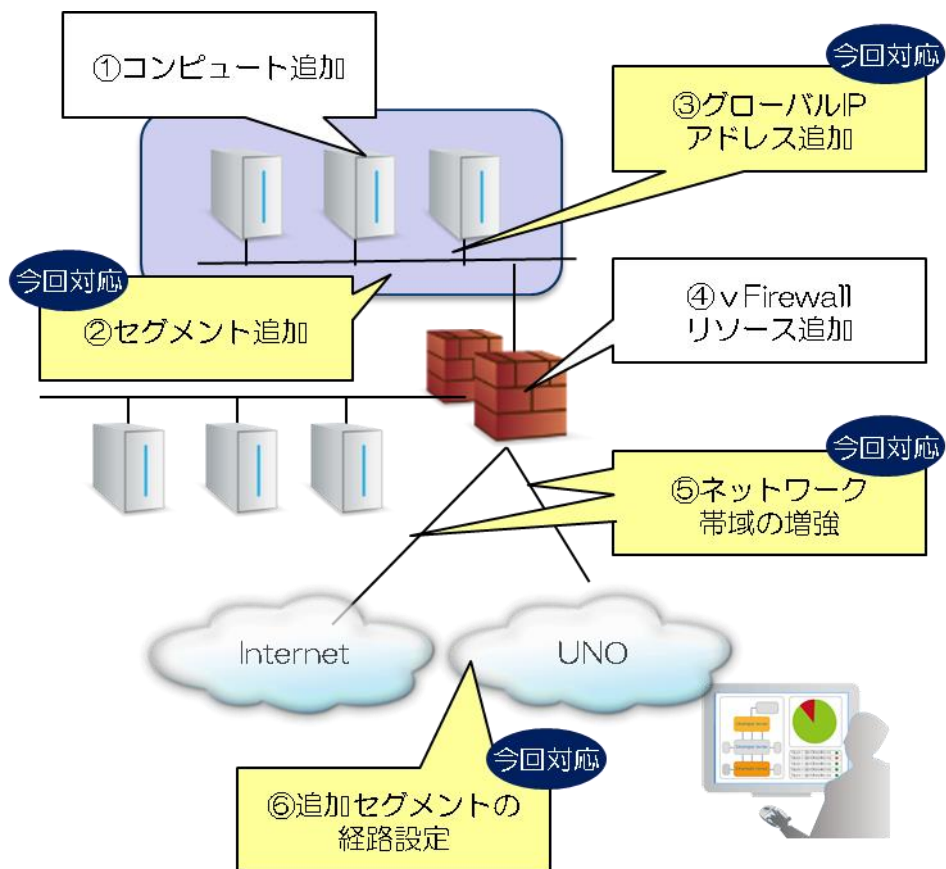 ①コンピュート追加
今回対応
③グローバルIP
アドレス追加
今回対応
②セグメント追加
④vFirewall
リソース追加
今回対応
⑤ネットワーク
帯域の増強
Internet
UNO
今回対応
⑥追加セグメントの
経路設定